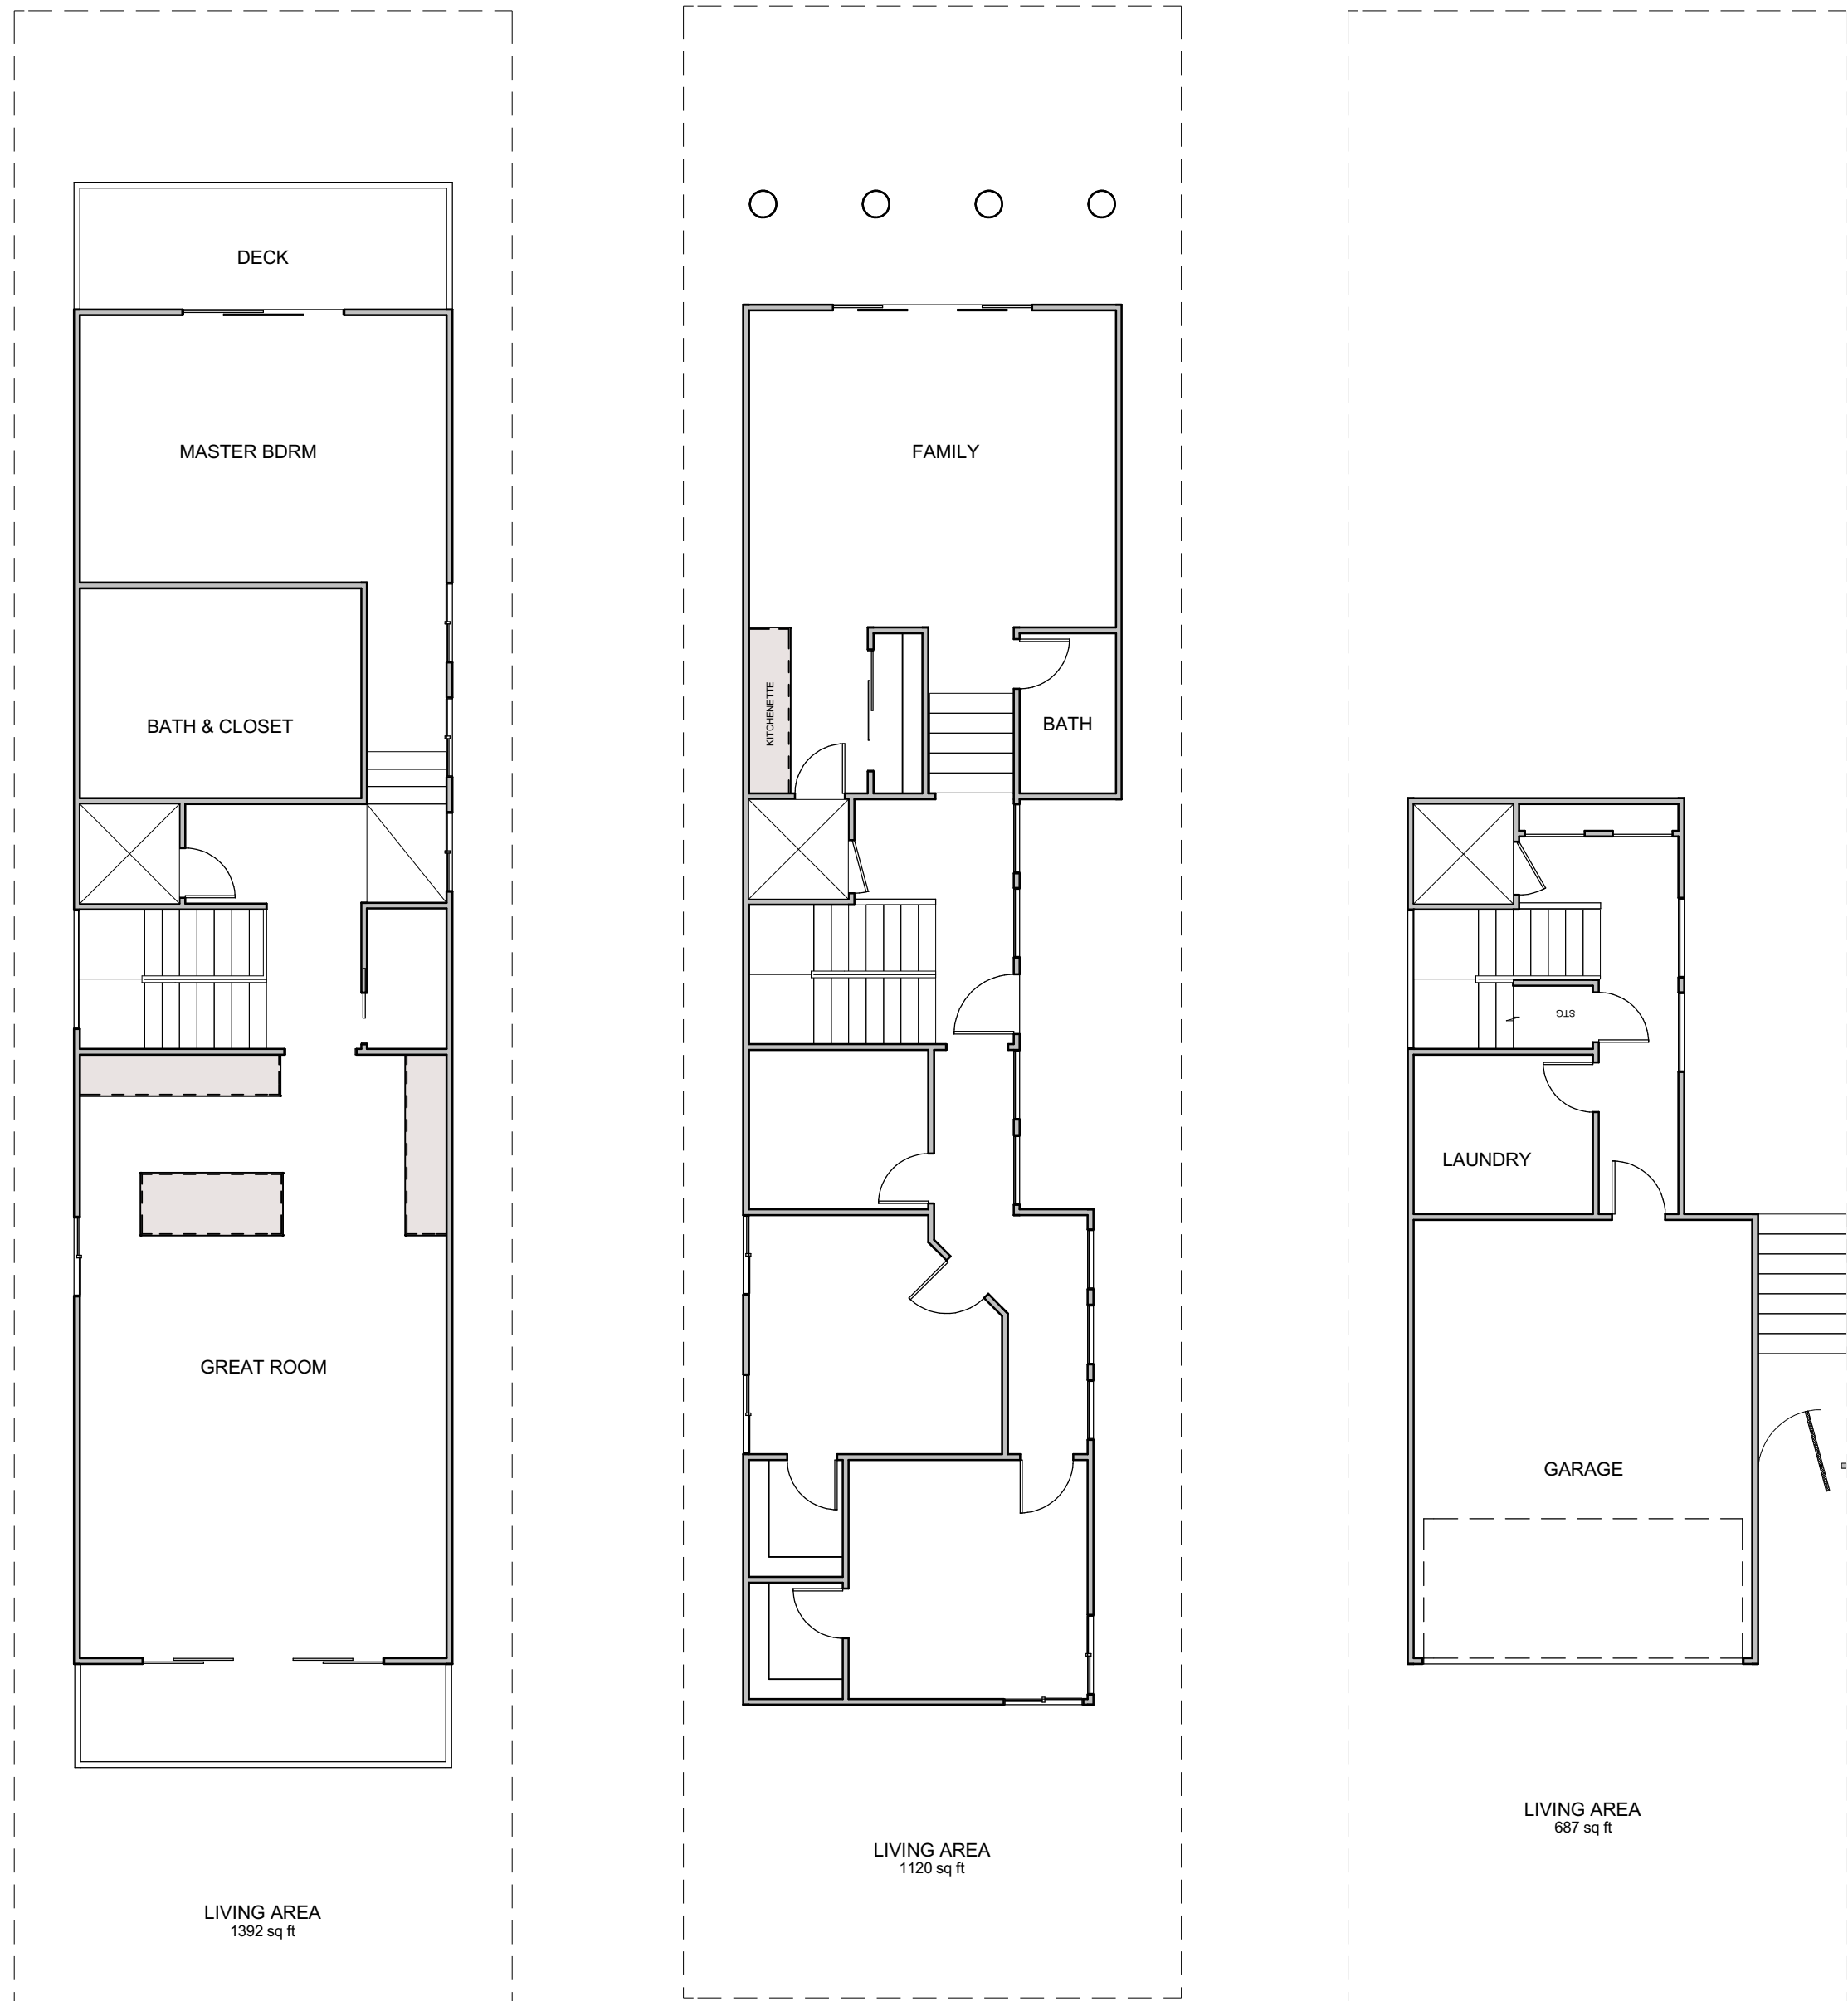 DECK
MASTER BDRM
BATH & CLOSET
GREAT ROOM
LIVING AREA
1392 sq ft
FAMILY
KITCHENETTE
BATH
LIVING AREA
1120 sq ft
STG
LAUNDRY
GARAGE
LIVING AREA
687 sq ft